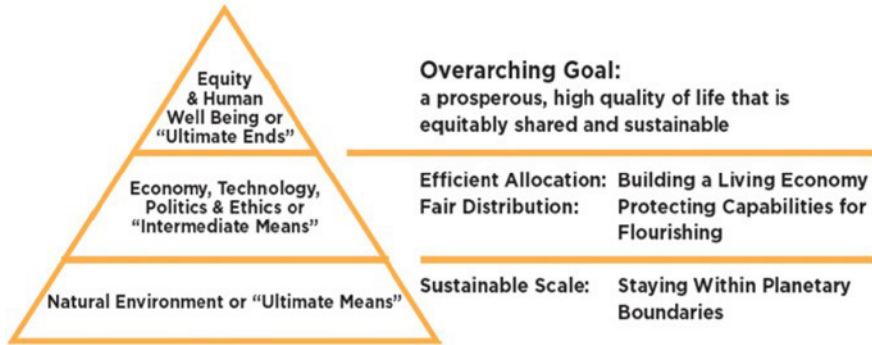 Equity
& Human
Well Being or
“Ultimate Ends”
Overarching Goal:
a prosperous, high quality of life that is
equitably shared and sustainable
Economy, Technology,
Politics & Ethics or
“Intermediate Means”
Efficient Allocation: Building a Living Economy
Fair Distribution: Protecting Capabilities for
Flourishing
Natural Environment or “Ultimate Means”
Sustainable Scale: Staying Within Planetary
Boundaries